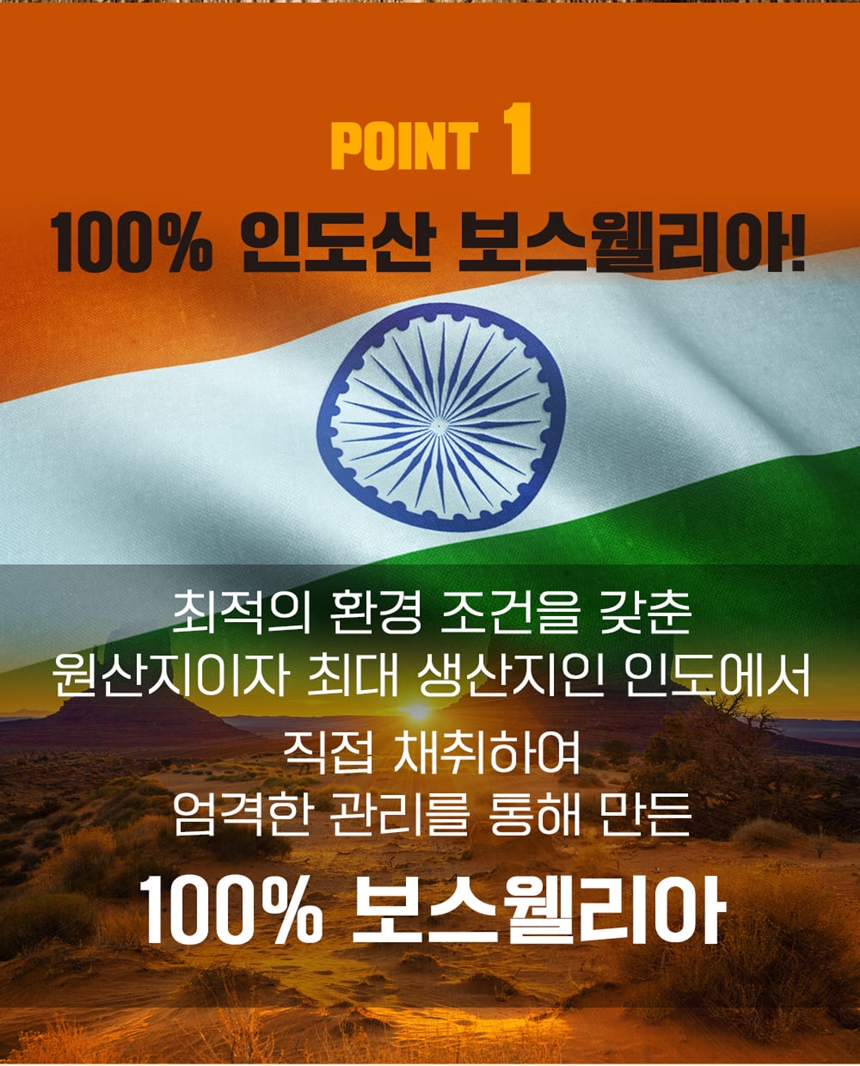 POINT 1
100% 인도산 보스웰리아!
최적의 환경 조건을 갖춘
원산지이자 최대 생산지인 인도에서
직접 채취하여
엄격한 관리를 통해 만든
100% 보스웰리아